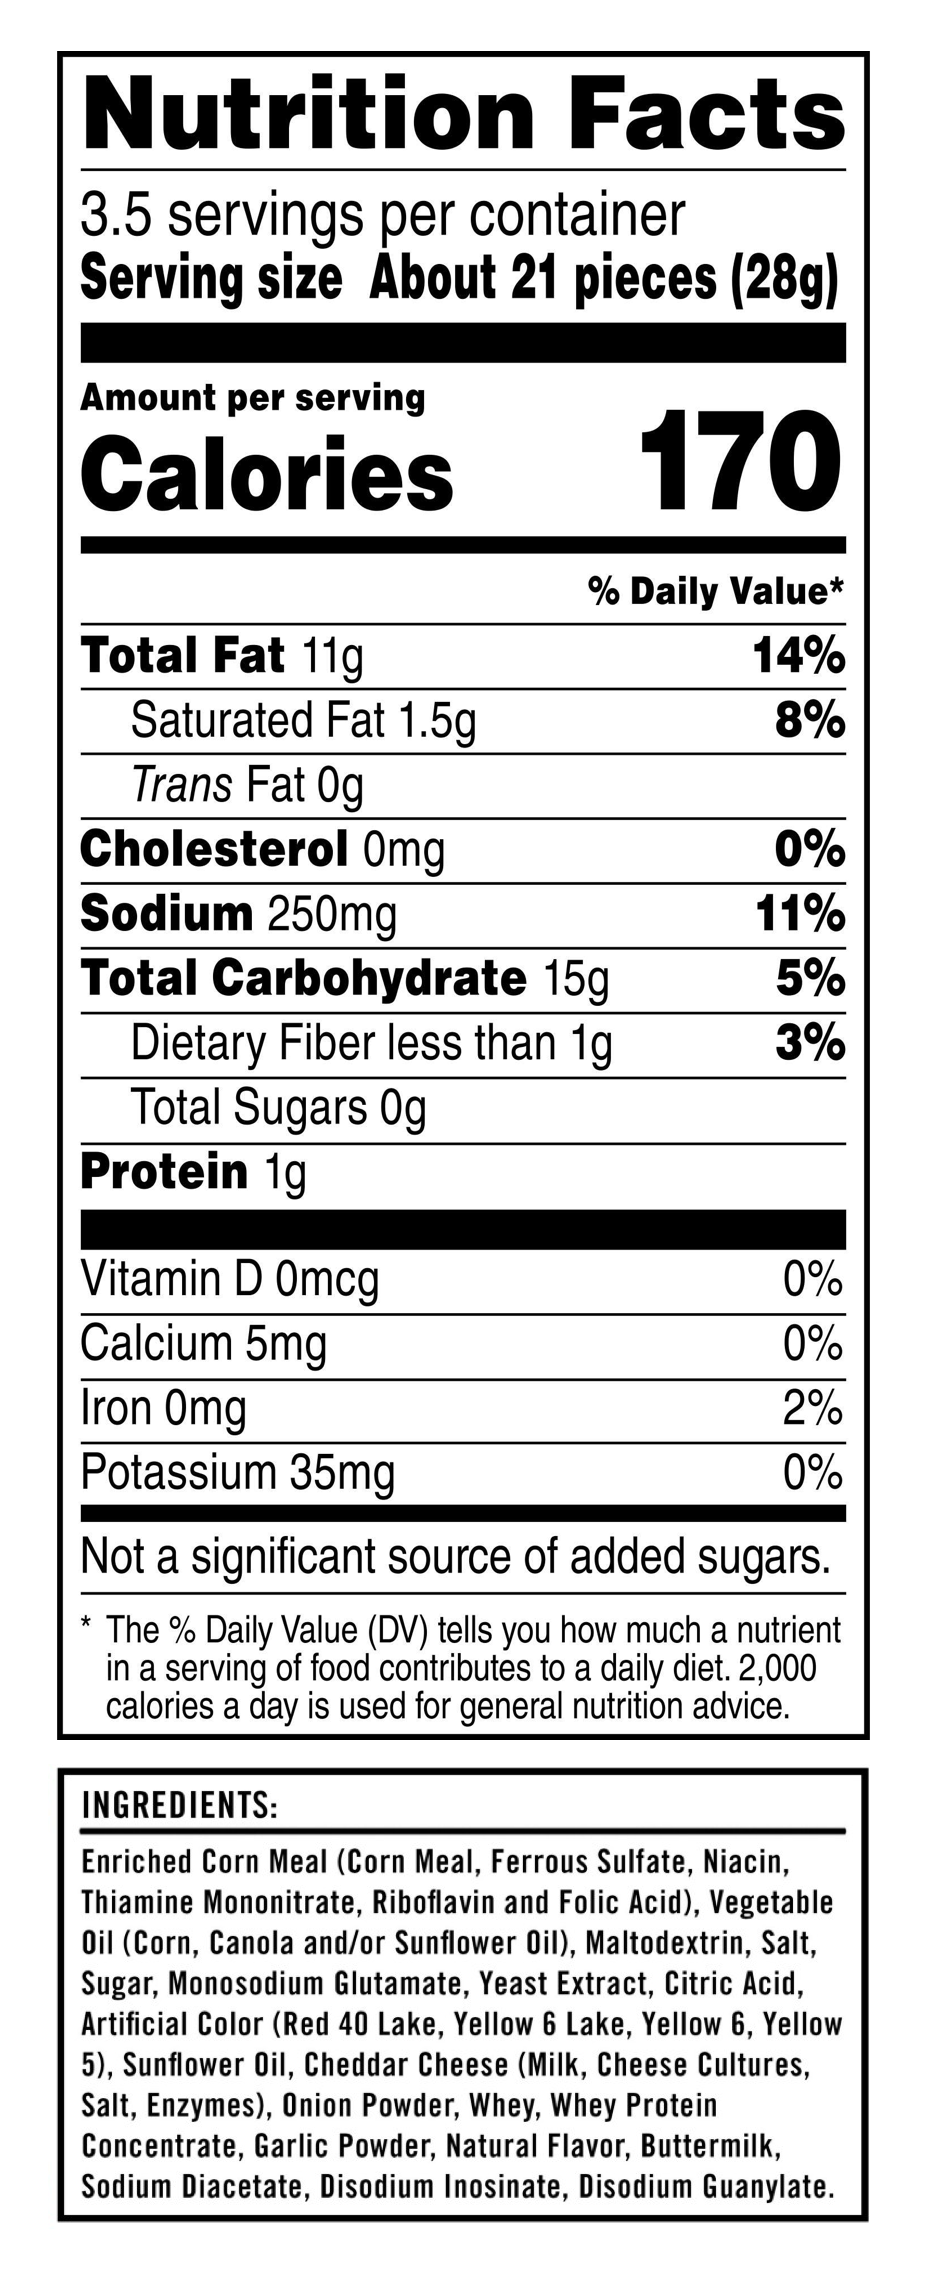 Nutrition Facts
3.5 servings per container
Serving size About 21 pieces (28g)
Amount per serving
Calories 170
% Daily Value*
Total Fat 11g 14%
Saturated Fat 1.5g 8%
Trans Fat 0g
Cholesterol 0mg 0%
Sodium 250mg 11%
Total Carbohydrate 15g 5%
Dietary Fiber less than 1g 3%
Total Sugars 0g
Protein 1g
Vitamin D 0mcg 0%
Calcium 5mg 0%
Iron 0mg 2%
Potassium 35mg 0%
Not a significant source of added sugars.
* The % Daily Value (DV) tells you how much a nutrient
in a serving of food contributes to a daily diet. 2,000
calories a day is used for general nutrition advice.
INGREDIENTS:
Enriched Corn Meal (Corn Meal, Ferrous Sulfate, Niacin,
Thiamine Mononitrate, Riboflavin and Folic Acid), Vegetable
Oil (Corn, Canola and/or Sunflower Oil), Maltodextrin, Salt,
Sugar, Monosodium Glutamate, Yeast Extract, Citric Acid,
Artificial Color (Red 40 Lake, Yellow 6 Lake, Yellow 6, Yellow
5), Sunflower Oil, Cheddar Cheese (Milk, Cheese Cultures,
Salt, Enzymes), Onion Powder, Whey, Whey Protein
Concentrate, Garlic Powder, Natural Flavor, Buttermilk,
Sodium Diacetate, Disodium Inosinate, Disodium Guanylate.